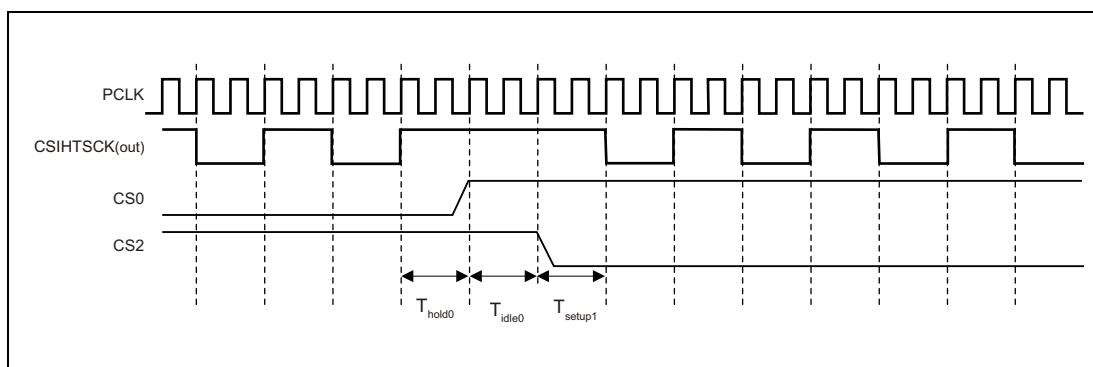 PCLK
CSIHTSCK(out)
CS0
CS2
Thold0 Tidle0 Tsetup1